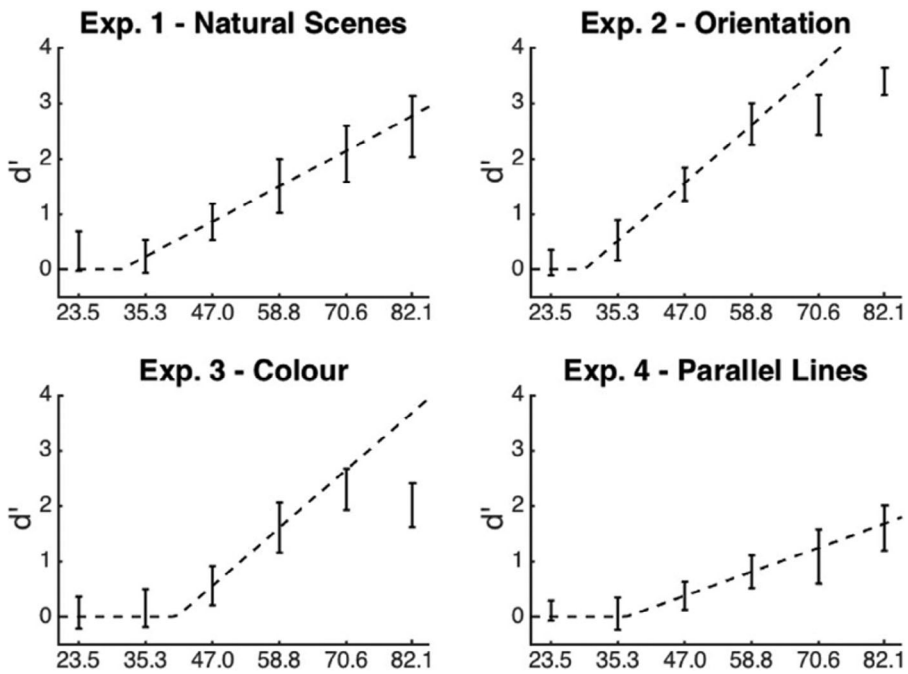 Exp. 1 - Natural Scenes
4
3
2
1
0
d'
23.5 35.3 47.0 58.8 70.6 82.1
Exp. 2 - Orientation
4
3
2
1
0
d'
23.5 35.3 47.0 58.8 70.6 82.1
Exp. 3 - Colour
4
3
2
1
0
d'
23.5 35.3 47.0 58.8 70.6 82.1
Exp. 4 - Parallel Lines
4
3
2
1
0
d'
23.5 35.3 47.0 58.8 70.6 82.1